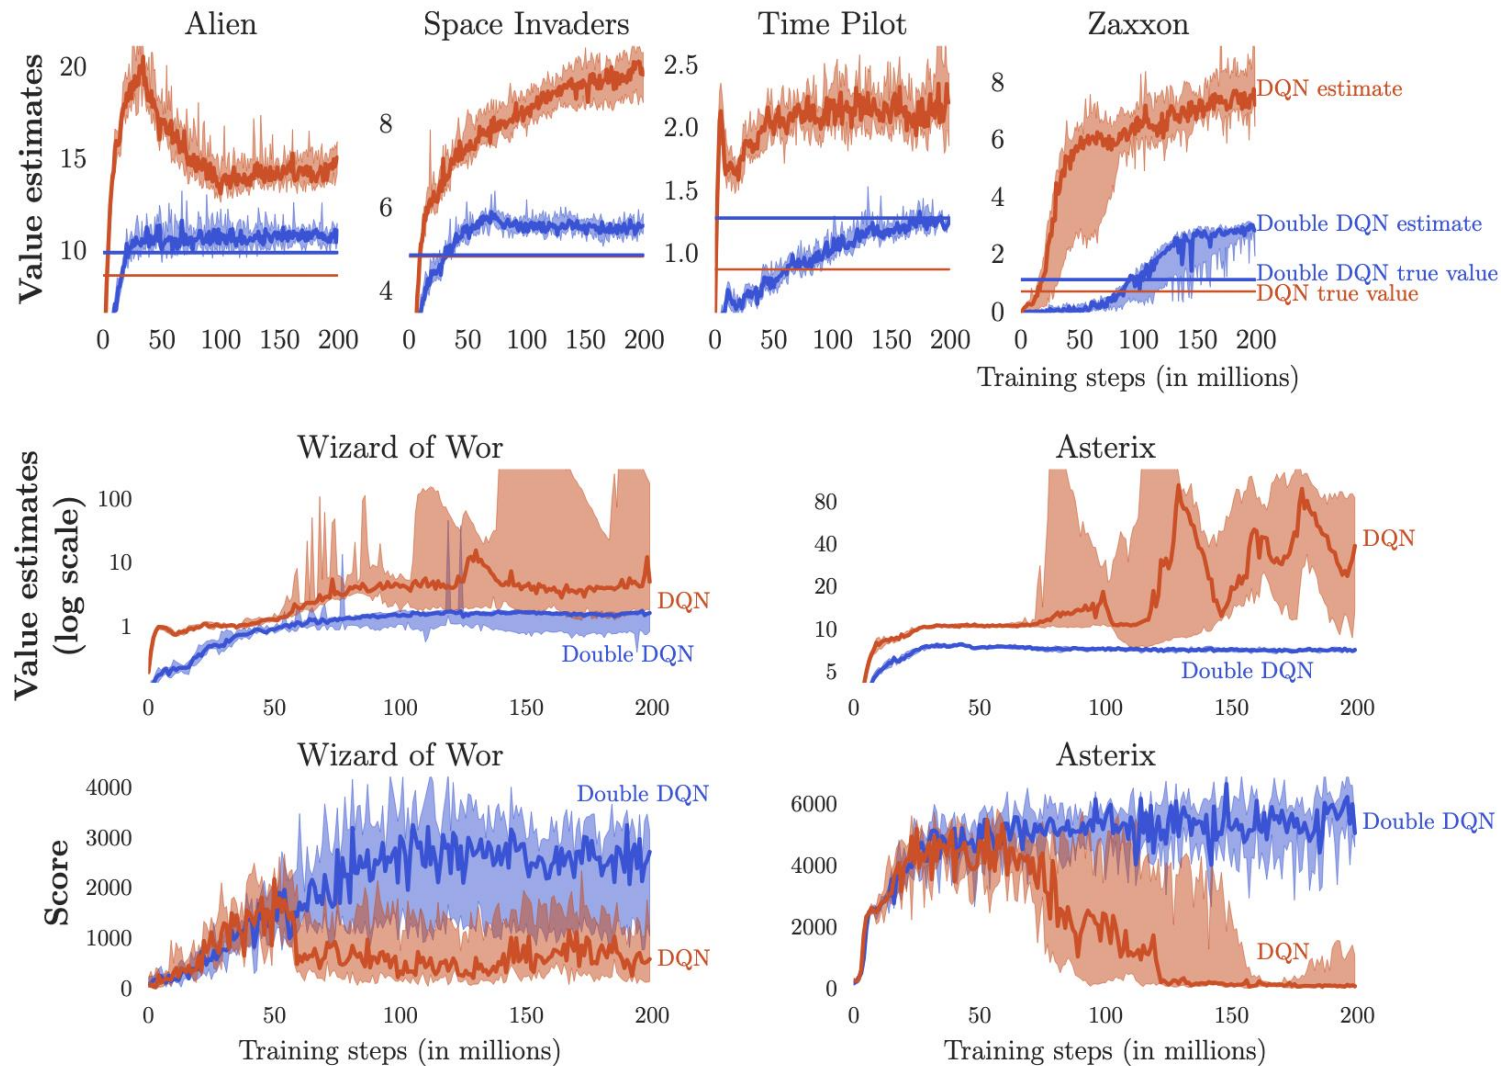 Alien Space Invaders Time Pilot Zaxxon
Value estimates
20
15
10
8
6
4
2.5
2.0
1.5
1.0
8
6
4
2
0
DQN estimate
Double DQN estimate
Double DQN true value
DQN true value
0 50 100 150 200 0 50 100 150 200 0 50 100 150 200 0 50 100 150 200
Training steps (in millions)
Wizard of Wor Asterix
Value estimates
(log scale)
100
10
1
DQN
Double DQN
0 50 100 150 200
80
40
20
10
5
DQN
Double DQN
0 50 100 150 200
Wizard of Wor Asterix
Score
4000
3000
2000
1000
0
Double DQN
DQN
0 50 100 150 200
Training steps (in millions)
6000
4000
2000
0
Double DQN
DQN
0 50 100 150 200
Training steps (in millions)